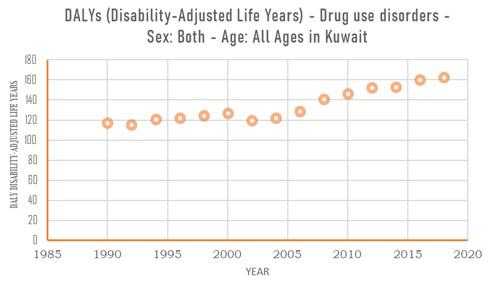 DALYs (Disability-Adjusted Life Years) - Drug use disorders -
Sex: Both - Age: All Ages in Kuwait
180
160
140
120
100
80
60
40
20
0
DALY DISABILITY-ADJUSTED LIFE YEARS
1985 1990 1995 2000 2005 2010 2015 2020
YEAR